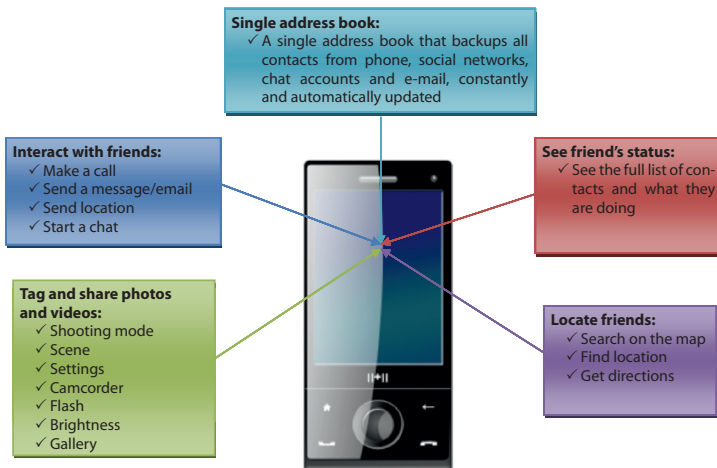 Single address book:
✓ A single address book that backups all
contacts from phone, social networks,
chat accounts and e-mail, constantly
and automatically updated
Interact with friends:
✓ Make a call
✓ Send a message/email
✓ Send location
✓ Start a chat
See friend's status:
✓ See the full list of con-
tacts and what they
are doing
Tag and share photos
and videos:
✓ Shooting mode
✓ Scene
✓ Settings
✓ Camcorder
✓ Flash
✓ Brightness
✓ Gallery
Locate friends:
✓ Search on the map
✓ Find location
✓ Get directions